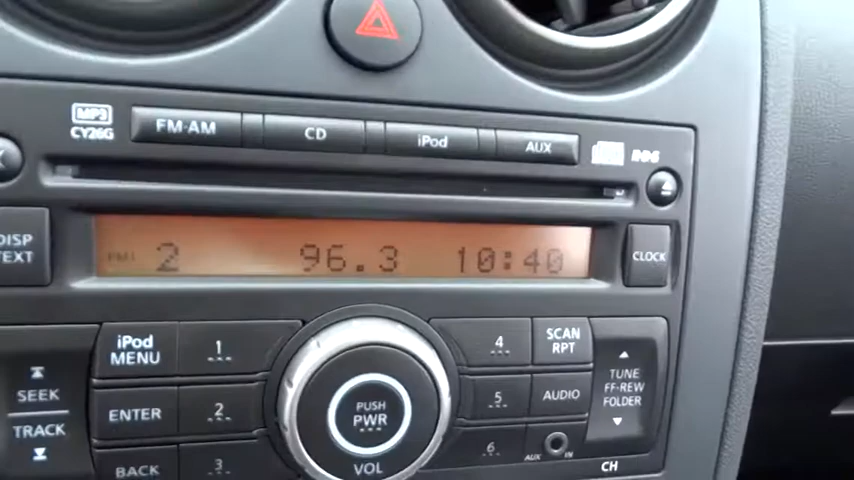 MP3
CY26G
FM·AM
CD
iPod
AUX
RDS
DISP
TEXT
FM1 2 96.3 10:40
CLOCK
iPod
MENU
1
4
SCAN
RPT
TUNE
FF·REW
FOLDER
SEEK
TRACK
ENTER
2
PUSH
PWR
VOL
5
AUDIO
BACK
3
6
AUX IN
CH